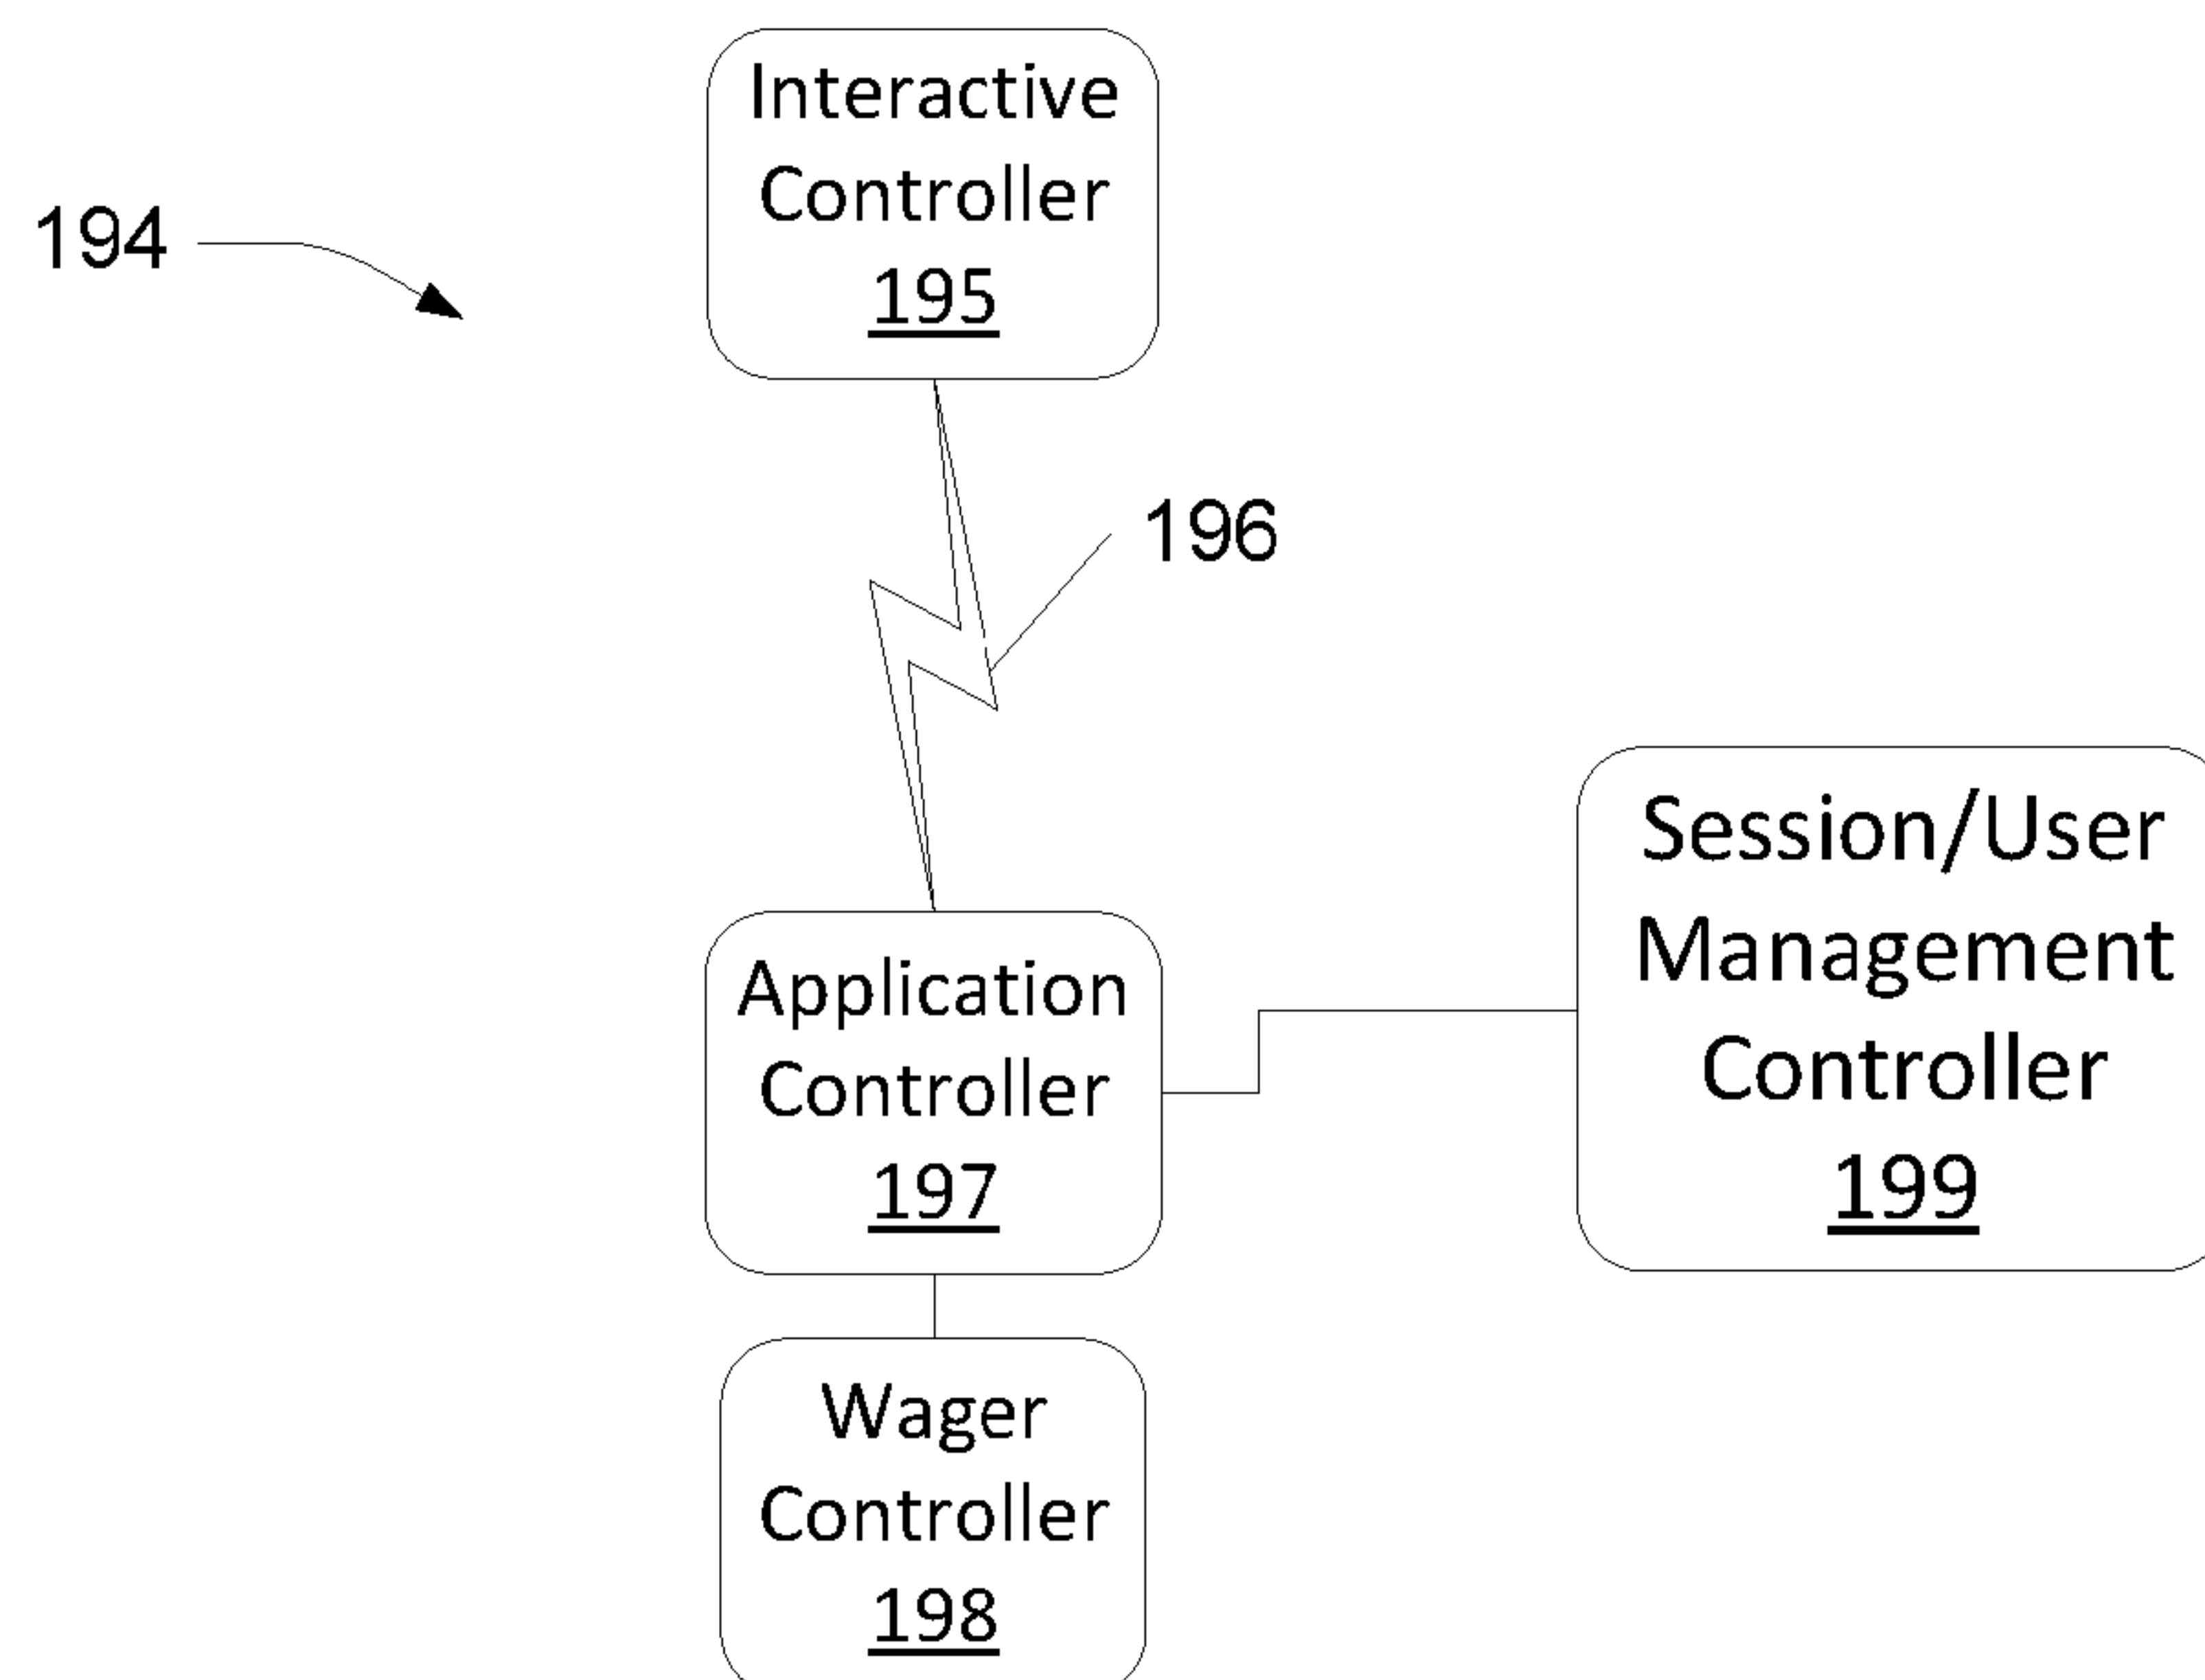 Interactive
Controller
195
194
196
Session/User
Management
Controller
199
Application
Controller
197
Wager
Controller
198